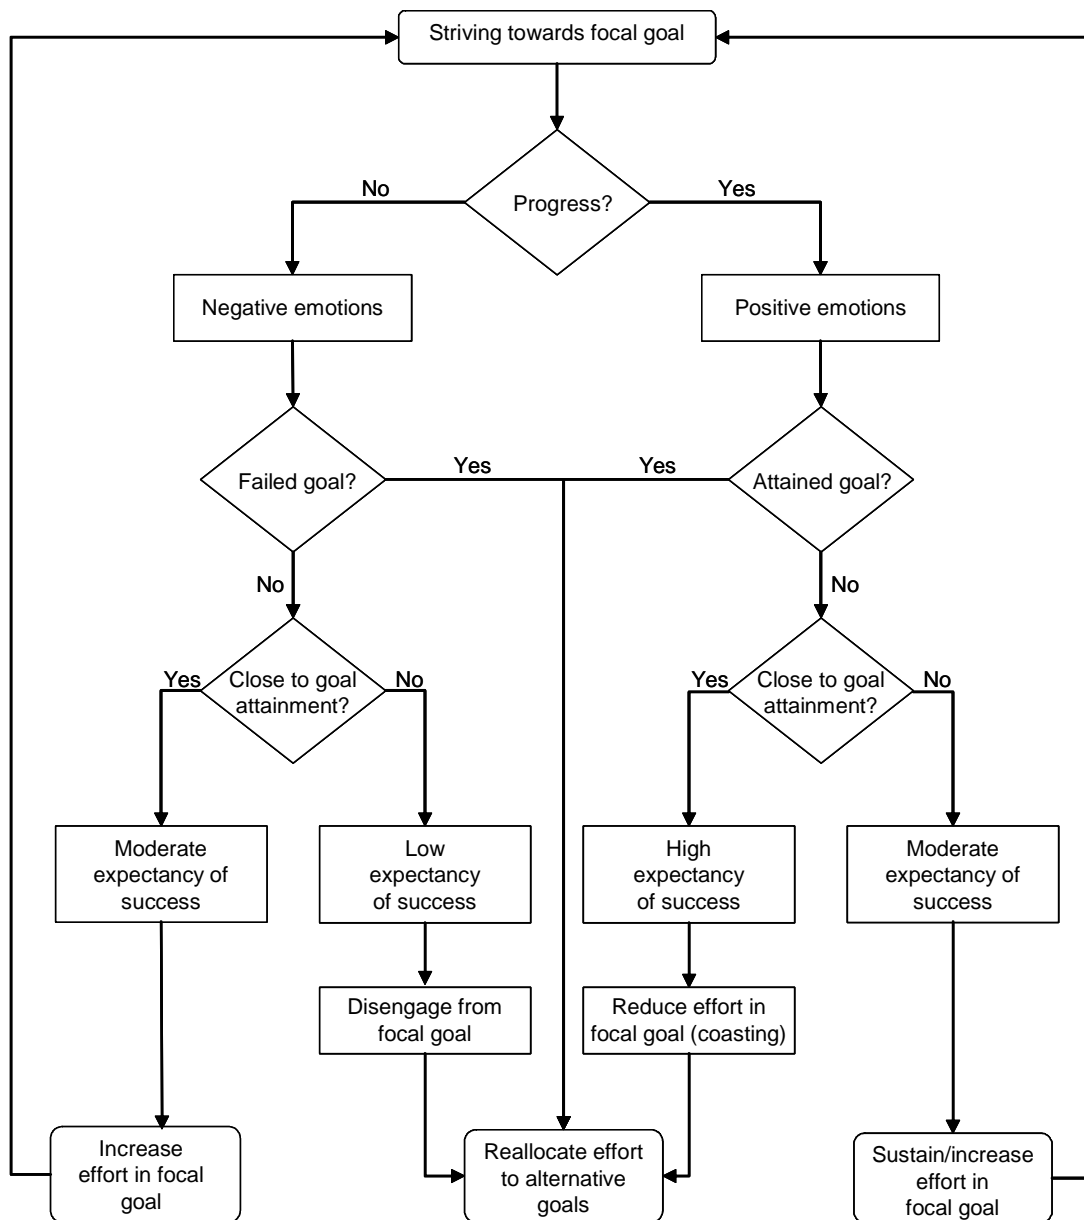 Striving towards focal goal
No
Yes
Progress?
Negative emotions
Positive emotions
Failed goal?
Yes
Yes
Attained goal?
No
No
Yes
Close to goal
attainment?
No
Yes
Close to goal
attainment?
No
Moderate
expectancy of
success
Low
expectancy
of success
High
expectancy
of success
Moderate
expectancy of
success
Disengage from
focal goal
Reduce effort in
focal goal (coasting)
Increase
effort in focal
goal
Reallocate effort
to alternative
goals
Sustain/increase
effort in
focal goal